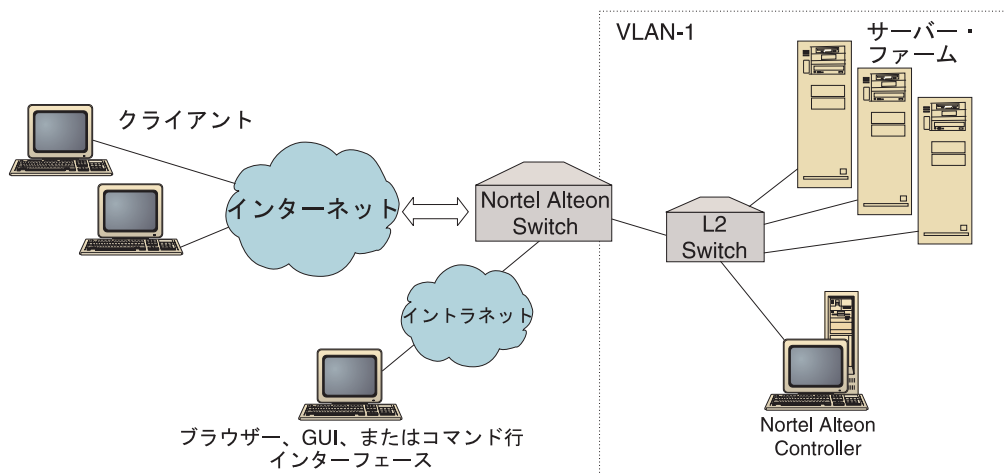 VLAN-1
サーバー・
ファーム
クライアント
インターネット
Nortel Alteon
Switch
L2
Switch
イントラネット
ブラウザー、GUI、またはコマンド行
インターフェース
Nortel Alteon
Controller